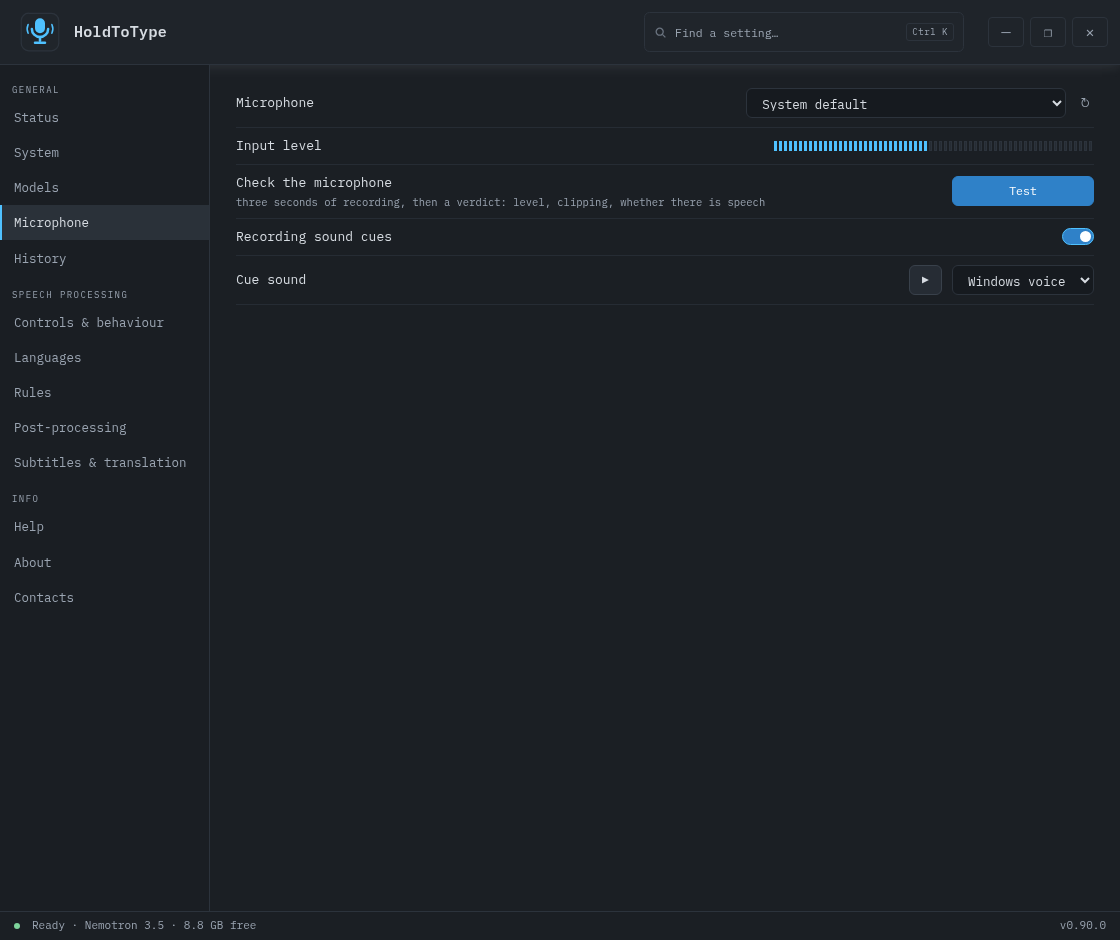 HoldToType
Find a setting…
Ctrl K
GENERAL
Status
System
Models
Microphone
History
SPEECH PROCESSING
Controls & behaviour
Languages
Rules
Post-processing
Subtitles & translation
INFO
Help
About
Contacts
Microphone
System default
Input level
Check the microphone
three seconds of recording, then a verdict: level, clipping, whether there is speech
Test
Recording sound cues
Cue sound
Windows voice
Ready · Nemotron 3.5 · 8.8 GB free
v0.90.0